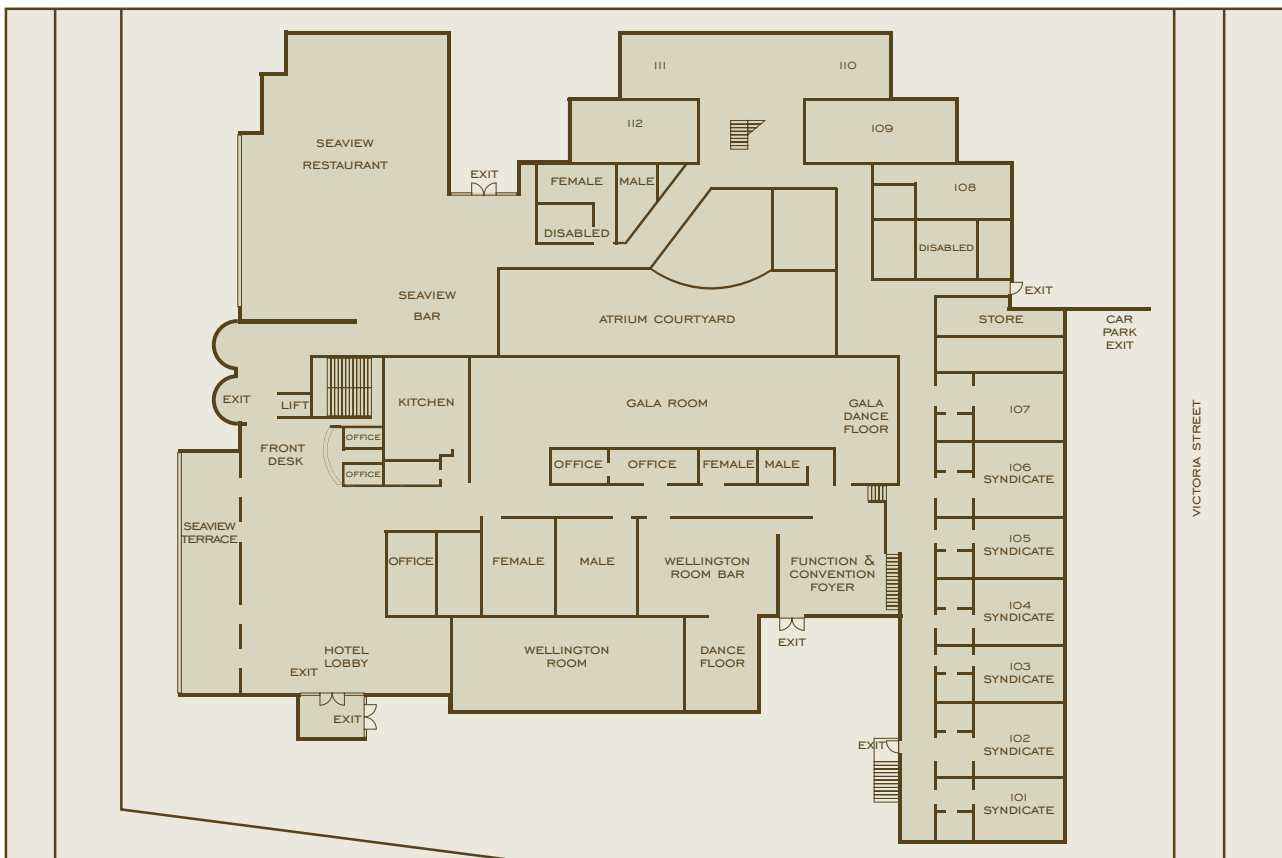 111
110
112
109
SEAVIEW
RESTAURANT
EXIT
FEMALE
MALE
108
DISABLED
DISABLED
EXIT
SEAVIEW
BAR
ATRIUM COURTYARD
STORE
CAR
PARK
EXIT
EXIT
LIFT
KITCHEN
GALA ROOM
GALA
DANCE
FLOOR
107
VICTORIA STREET
OFFICE
FRONT
DESK
OFFICE
OFFICE
OFFICE
FEMALE
MALE
106
SYNDICATE
SEAVIEW
TERRACE
105
SYNDICATE
OFFICE
FEMALE
MALE
WELLINGTON
ROOM BAR
FUNCTION &
CONVENTION
FOYER
104
SYNDICATE
HOTEL
LOBBY
EXIT
WELLINGTON
ROOM
DANCE
FLOOR
EXIT
103
SYNDICATE
EXIT
EXIT
102
SYNDICATE
101
SYNDICATE